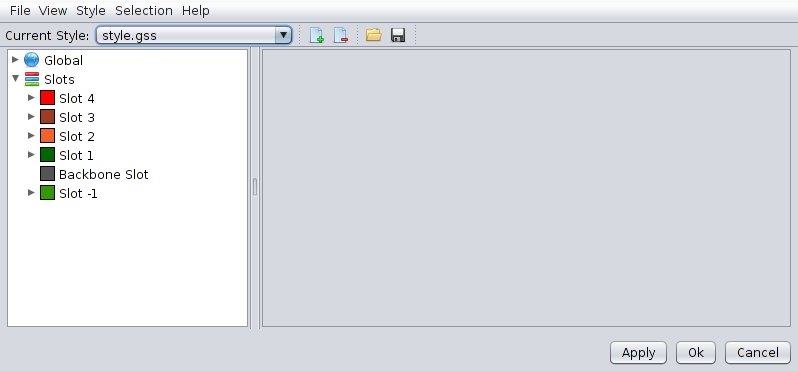 File View Style Selection Help
Current Style: style.gss
Global
Slots
Slot 4
Slot 3
Slot 2
Slot 1
Backbone Slot
Slot -1
Apply Ok Cancel